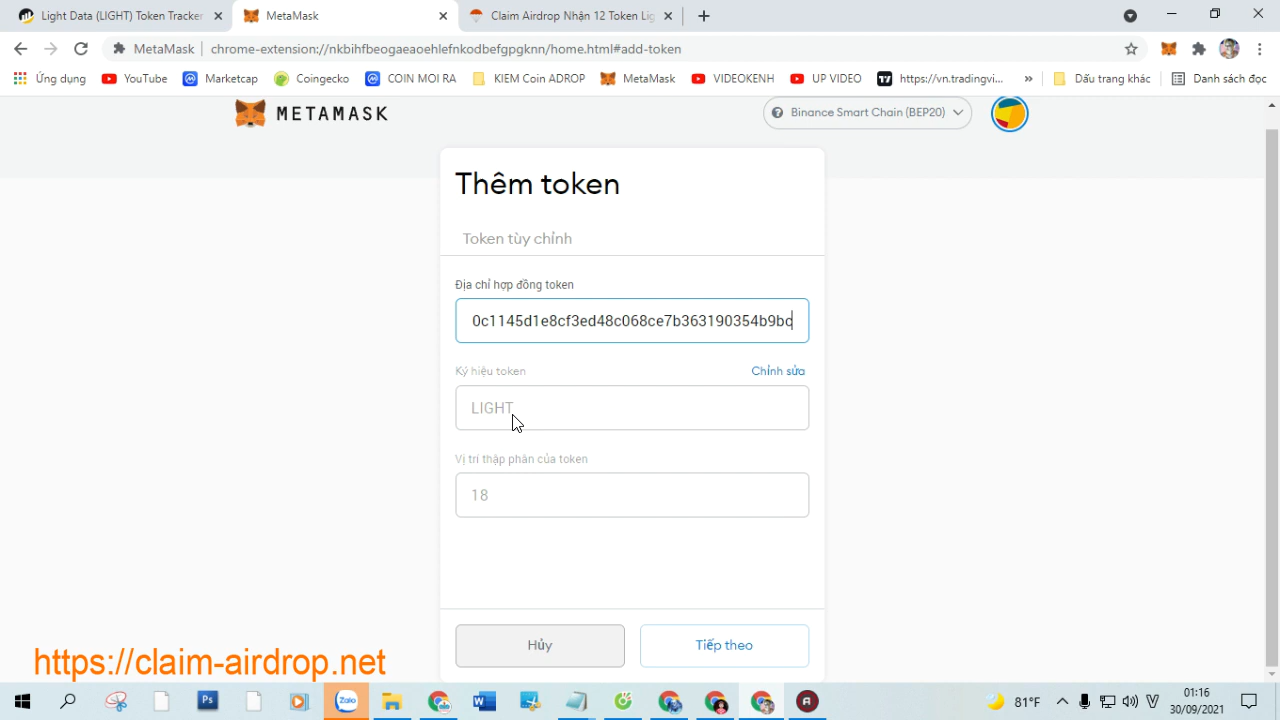 Light Data (LIGHT) Token Tracker
MetaMask
Claim Airdrop Nhận 12 Token Lig
MetaMask
chrome-extension://nkbihfbeogaeaoehlefnkodbefgpgknn/home.html#add-token
Ứng dụng
YouTube
Marketcap
Coingecko
COIN MOI RA
KIEM Coin ADROP
MetaMask
VIDEOKENH
UP VIDEO
https://vn.tradingvi...
»
Dấu trang khác
Danh sách đọc
METAMASK
Binance Smart Chain (BEP20)
Thêm token
Token tùy chỉnh
Địa chỉ hợp đồng token
0c1145d1e8cf3ed48c068ce7b363190354b9bc
Ký hiệu token
Chỉnh sửa
LIGHT
Vị trí thập phân của token
18
Hủy
Tiếp theo
https://claim-airdrop.net
Ps
Zalo
81°F
01:16
30/09/2021